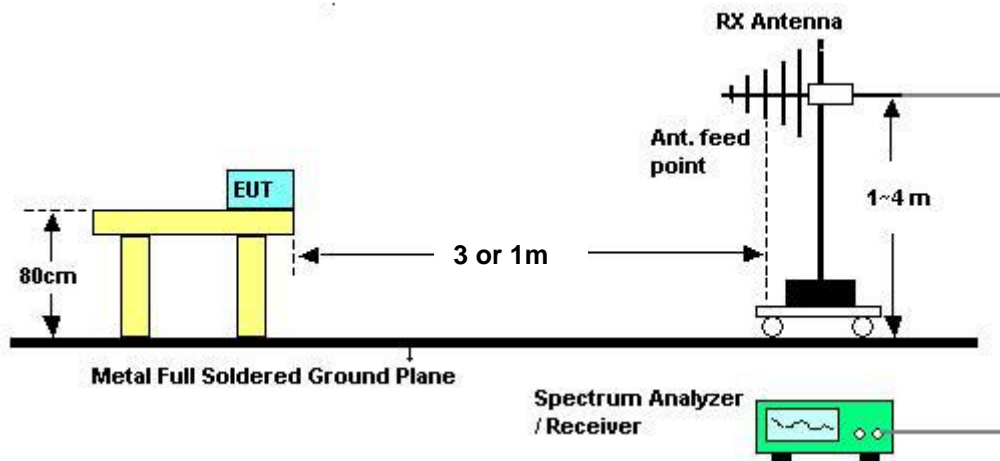 RX Antenna
Ant. feed
point
EUT
1~4 m
3 or 1m
80cm
Metal Full Soldered Ground Plane
Spectrum Analyzer
/ Receiver